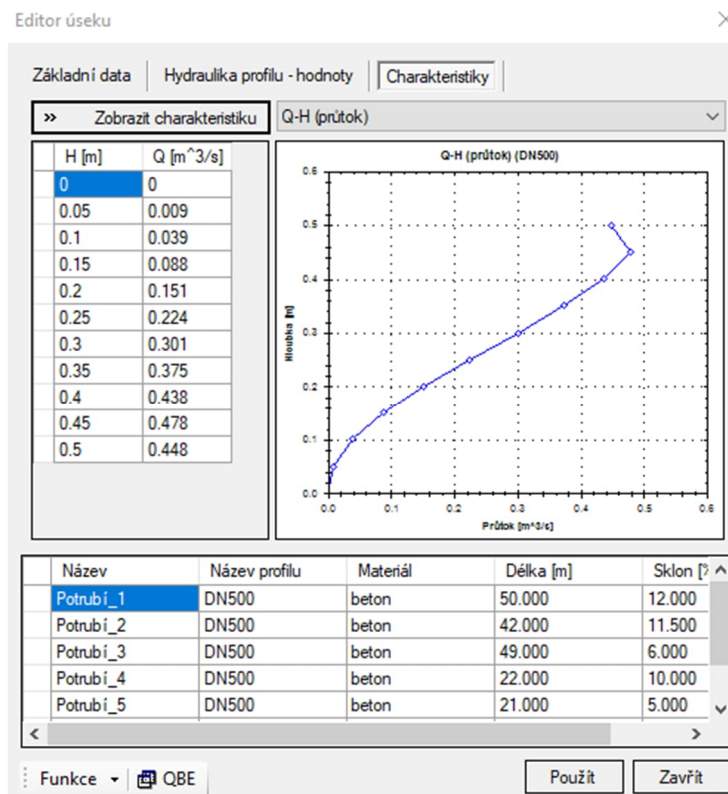 Editor úseku
Základní data Hydraulika profilu - hodnoty Charakteristiky
» Zobrazit charakteristiku Q-H (průtok)
H [m] Q [m^3/s]
0 0
0.05 0.009
0.1 0.039
0.15 0.088
0.2 0.151
0.25 0.224
0.3 0.301
0.35 0.375
0.4 0.438
0.45 0.478
0.5 0.448
Q-H (průtok) (DN500)
Hloubka [m]
0.6
0.5
0.4
0.3
0.2
0.1
0.0
0.0 0.1 0.2 0.3 0.4 0.5 0.6
Průtok [m^3/s]
Název Název profilu Materiál Délka [m] Sklon [%
Potrubí_1 DN500 beton 50.000 12.000
Potrubí_2 DN500 beton 42.000 11.500
Potrubí_3 DN500 beton 49.000 6.000
Potrubí_4 DN500 beton 22.000 10.000
Potrubí_5 DN500 beton 21.000 5.000
Funkce QBE Použít Zavřít